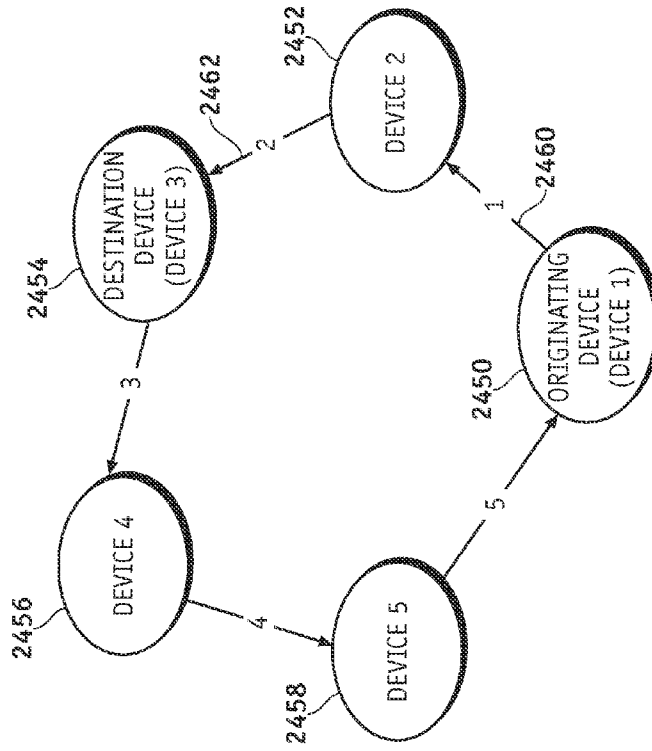 2456
2454
DEVICE 4
3
DESTINATION
DEVICE
(DEVICE 3)
4
2
2462
2458
2452
DEVICE 5
DEVICE 2
5
2450
1
2460
ORIGINATING
DEVICE
(DEVICE 1)